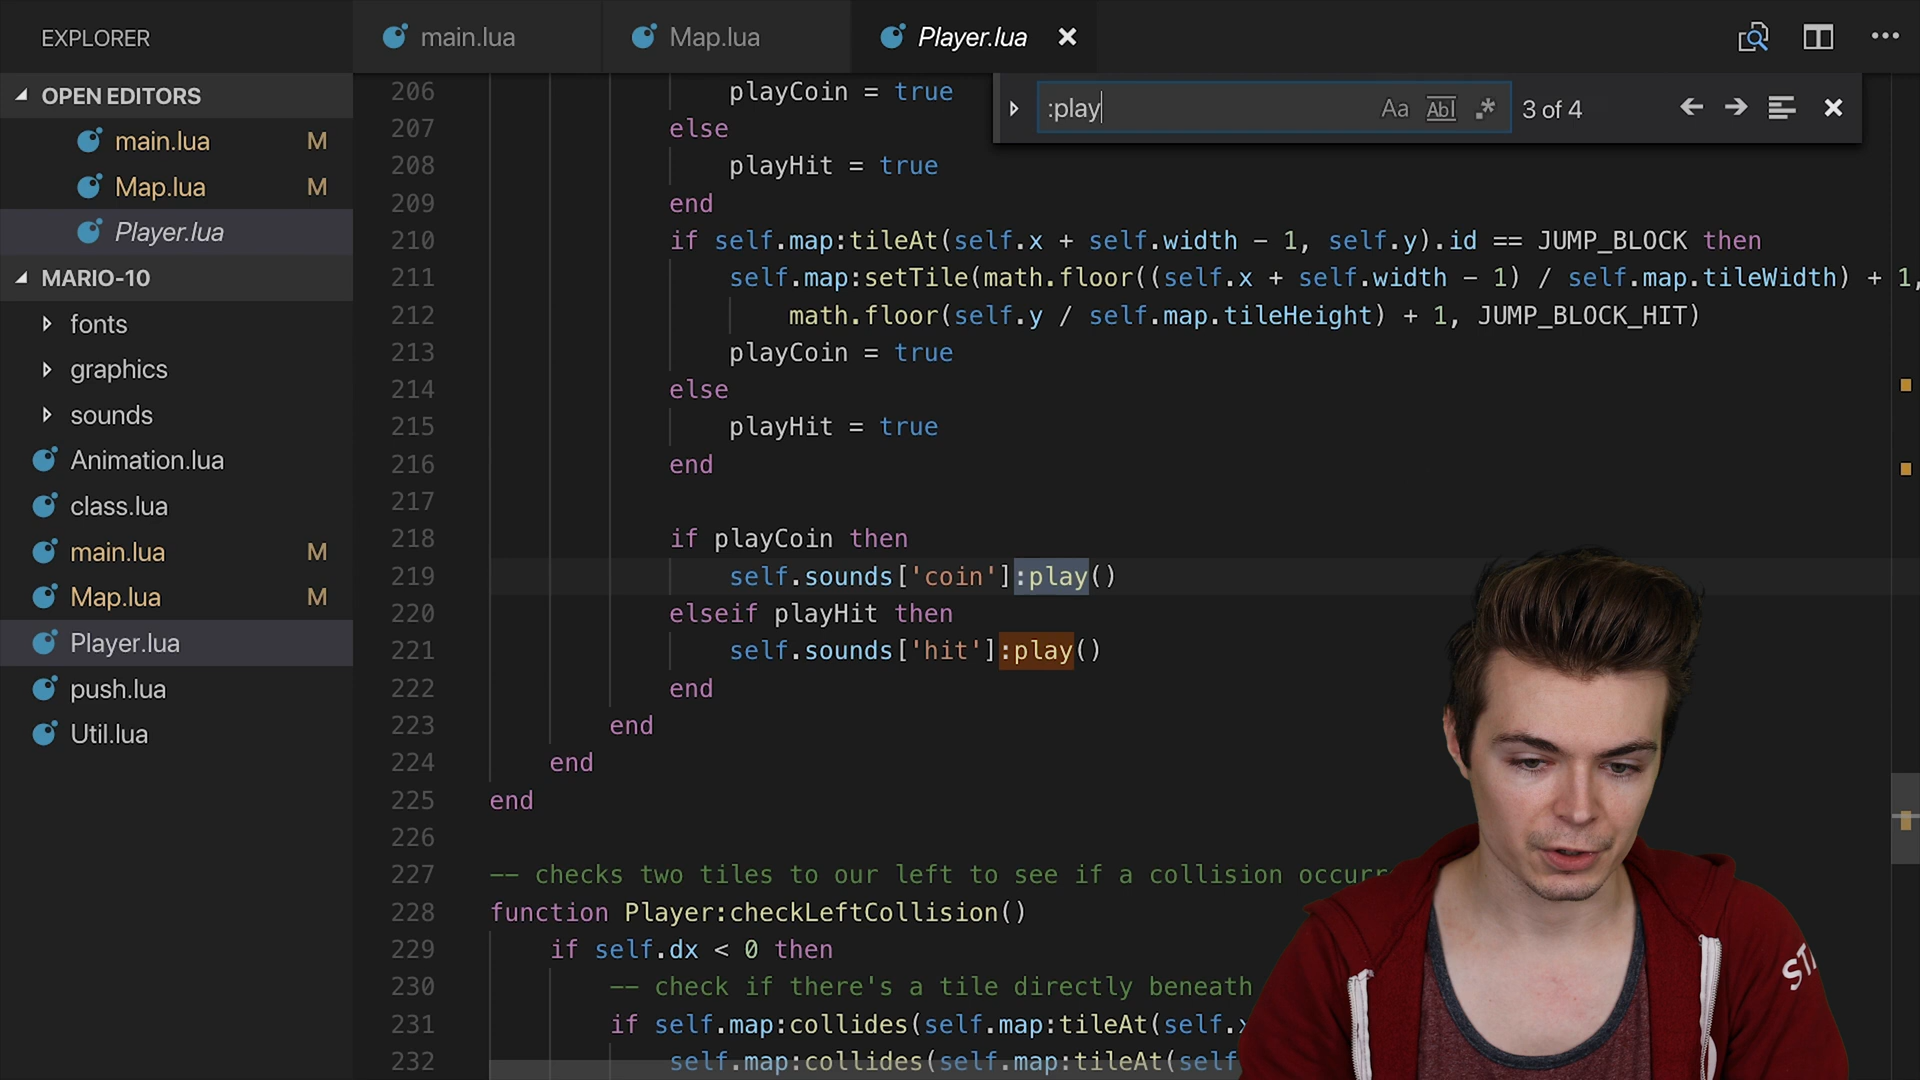 EXPLORER
OPEN EDITORS
main.lua M
Map.lua M
Player.lua
MARIO-10
fonts
graphics
sounds
Animation.lua
class.lua
main.lua M
Map.lua M
Player.lua
push.lua
Util.lua
main.lua
Map.lua
Player.lua
:play
Aa
Abl
.*
3 of 4
206 playCoin = true
207 else
208 playHit = true
209 end
210 if self.map:tileAt(self.x + self.width - 1, self.y).id == JUMP_BLOCK then
211 self.map:setTile(math.floor((self.x + self.width - 1) / self.map.tileWidth) + 1,
212 math.floor(self.y / self.map.tileHeight) + 1, JUMP_BLOCK_HIT)
213 playCoin = true
214 else
215 playHit = true
216 end
217
218 if playCoin then
219 self.sounds['coin']:play()
220 elseif playHit then
221 self.sounds['hit']:play()
222 end
223 end
224 end
225 end
226
227 -- checks two tiles to our left to see if a collision occurr
228 function Player:checkLeftCollision()
229 if self.dx < 0 then
230 -- check if there's a tile directly beneath
231 if self.map:collides(self.map:tileAt(self.x
232 self.map:collides(self.map:tileAt(self